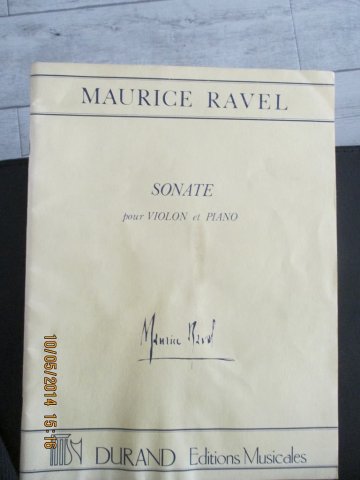 MAURICE RAVEL
SONATE
pour VIOLON et PIANO
Maurice Ravel
DURAND Editions Musicales
10/05/2014 15:16